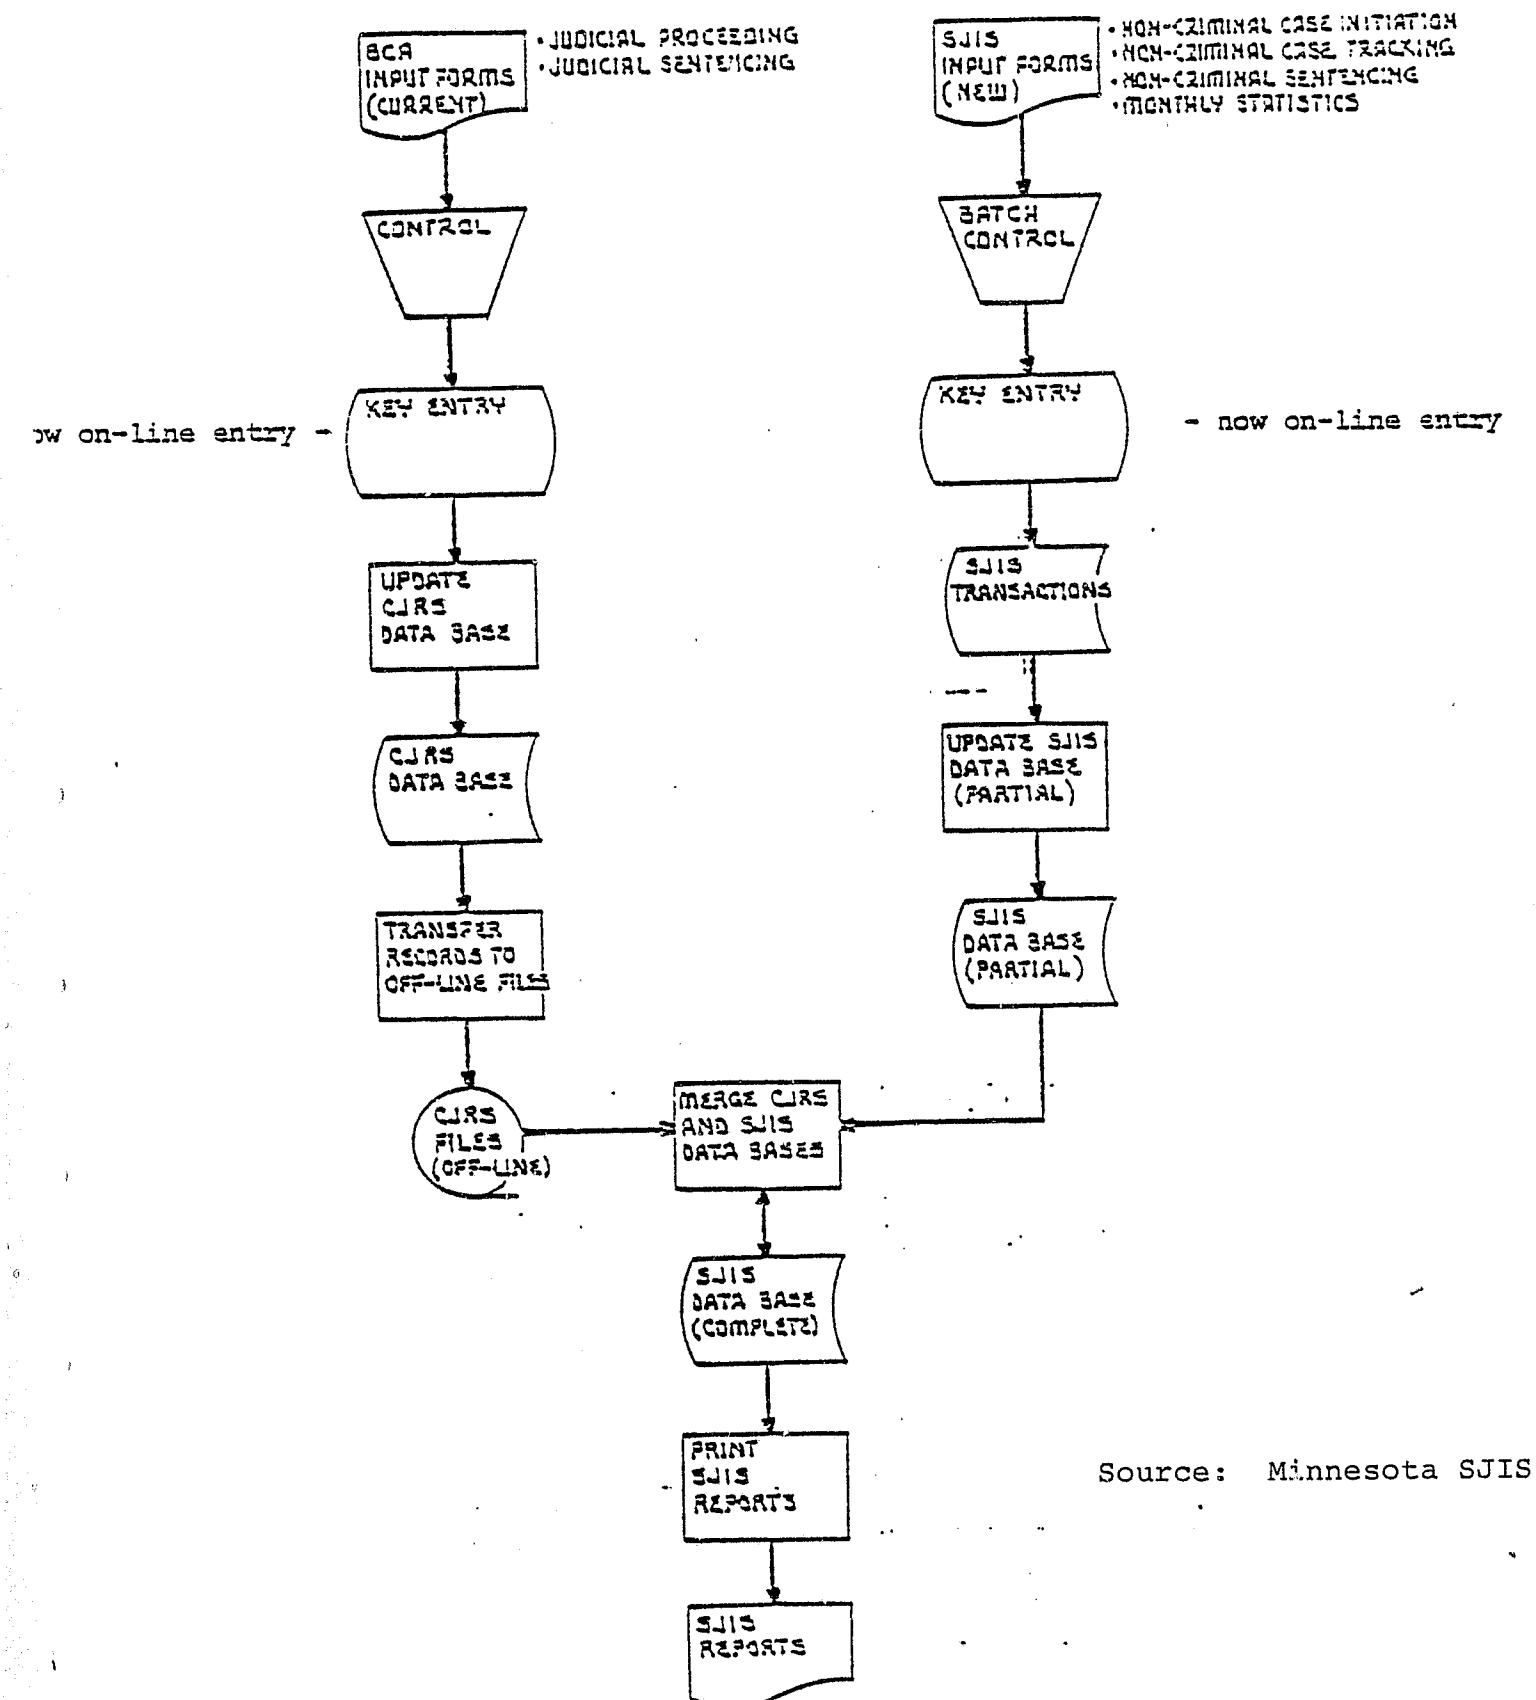 BCA
INPUT FORMS
(CURRENT)
• JUDICIAL PROCEEDING
• JUDICIAL SENTENCING
SJIS
INPUT FORMS
(NEW)
• NON-CRIMINAL CASE INITIATION
• NON-CRIMINAL CASE TRACKING
• NON-CRIMINAL SENTENCING
• MONTHLY STATISTICS
CONTROL
BATCH
CONTROL
KEY ENTRY
ow on-line entry -
KEY ENTRY
- now on-line entry
UPDATE
CJRS
DATA BASE
SJIS
TRANSACTIONS
CJRS
DATA BASE
UPDATE SJIS
DATA BASE
(PARTIAL)
TRANSFER
RECORDS TO
OFF-LINE FILES
SJIS
DATA BASE
(PARTIAL)
CJRS
FILES
(OFF-LINE)
MERGE CJRS
AND SJIS
DATA BASES
SJIS
DATA BASE
(COMPLETE)
PRINT
SJIS
REPORTS
Source: Minnesota SJIS
SJIS
REPORTS